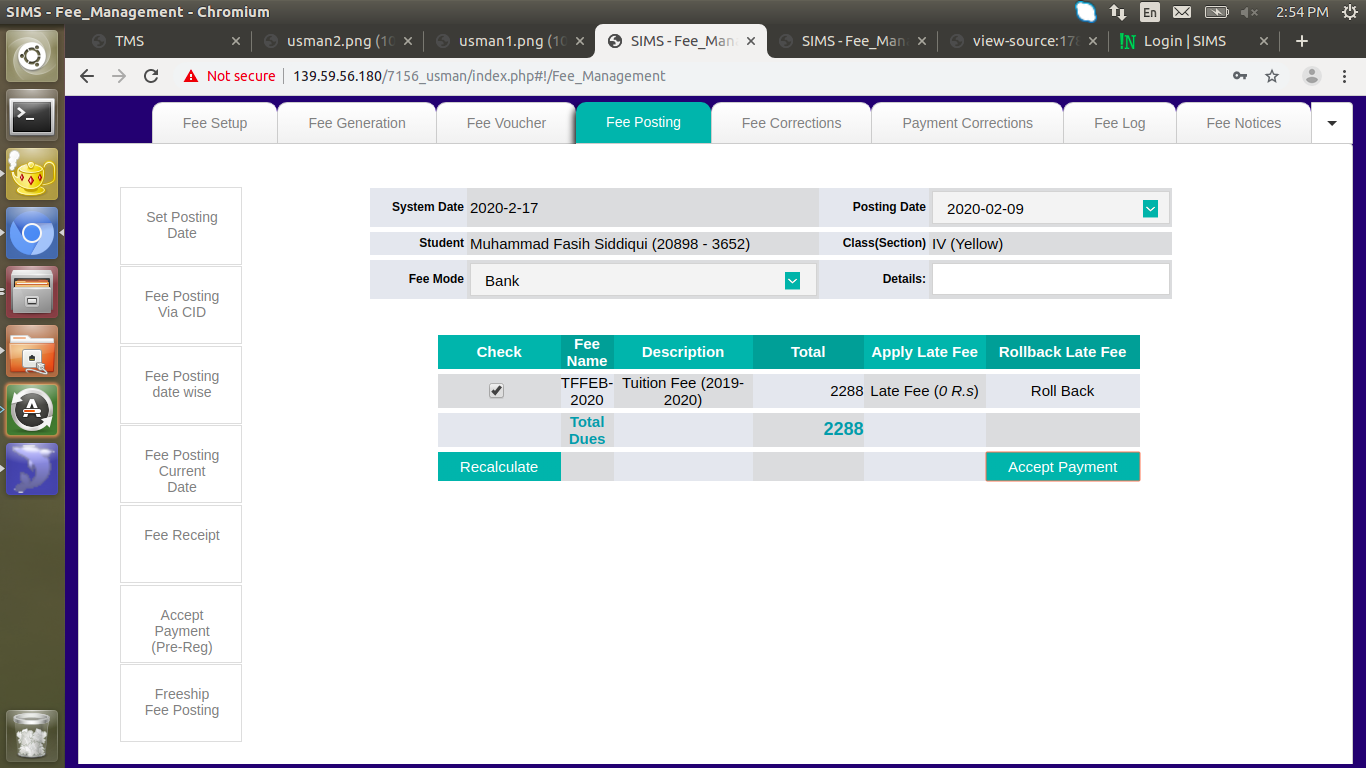 SIMS - Fee_Management - Chromium
En
2:54 PM
TMS
usman2.png (10
usman1.png (10
SIMS - Fee_Man
SIMS - Fee_Man
view-source:178
Login | SIMS
Not secure
139.59.56.180/7156_usman/index.php#!/Fee_Management
Fee Setup
Fee Generation
Fee Voucher
Fee Posting
Fee Corrections
Payment Corrections
Fee Log
Fee Notices
Set Posting
Date
Fee Posting
Via CID
Fee Posting
date wise
Fee Posting
Current
Date
Fee Receipt
Accept
Payment
(Pre-Reg)
Freeship
Fee Posting
System Date 2020-2-17 Posting Date 2020-02-09
Student Muhammad Fasih Siddiqui (20898 - 3652) Class(Section) IV (Yellow)
Fee Mode Bank Details:
Check
Fee
Name
Description
Total
Apply Late Fee
Rollback Late Fee
TFFEB-
2020
Tuition Fee (2019-
2020)
2288
Late Fee (0 R.s)
Roll Back
Total
Dues
2288
Recalculate
Accept Payment